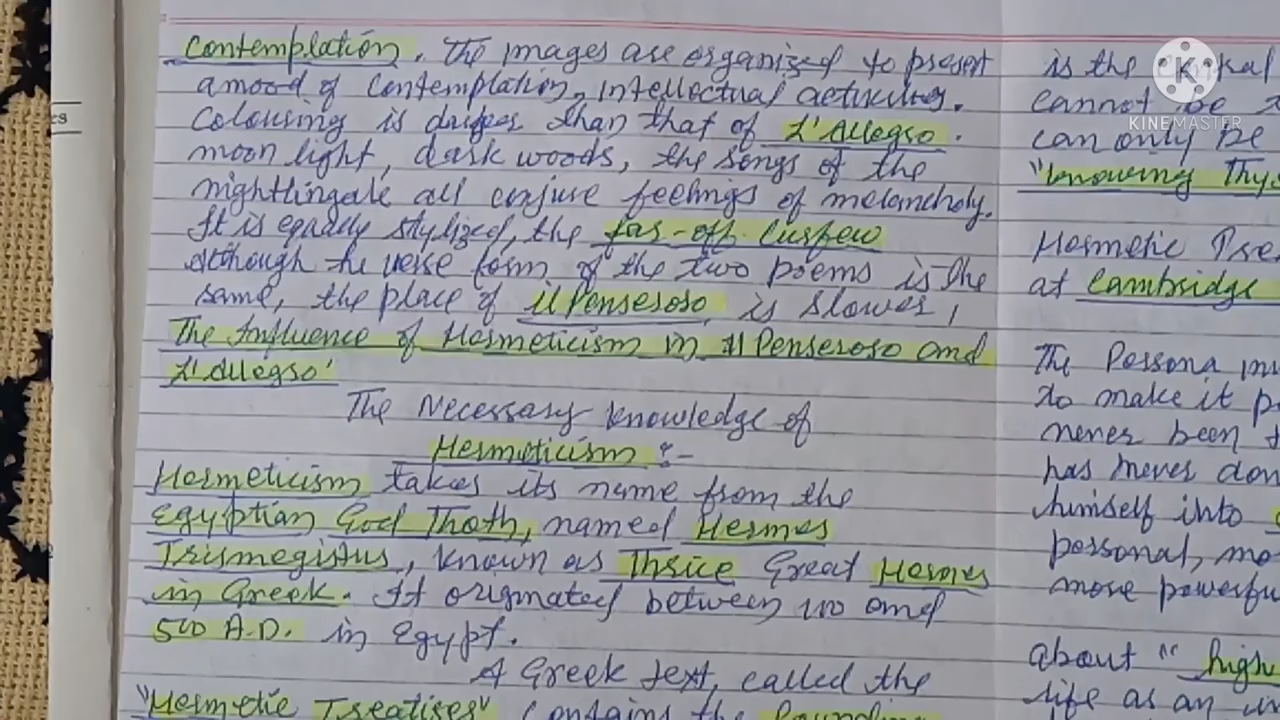 Contemplation. The images are organized to present
a mood of Contemplation, intellectual activity.
Colouring is darker than that of L'Allegro.
moon light, dark woods, the songs of the
nightingale all conjure feelings of melancholy.
It is equally stylized, the far-off Curfew
although the verse form of the two poems is the
same, the place of il Penseroso is slower,
The Influence of Hermeticism in Il Penseroso and
L'Allegro'
The Necessary knowledge of
Hermeticism :-
Hermeticism takes its name from the
Egyptian God Thoth, named Hermes
Trismegistus, known as Thrice Great Hermes
in Greek. It originated between 100 and
500 A.D. in Egypt.
A Greek text, called the
"Hermetic Treatises" Contains the
is the
cannot be
can only be
"knowing
Hermetic
at Cambridge
The Persona
to make it
never been
has never
himself into
personal,
more
about "high
life as an
KINEMASTER